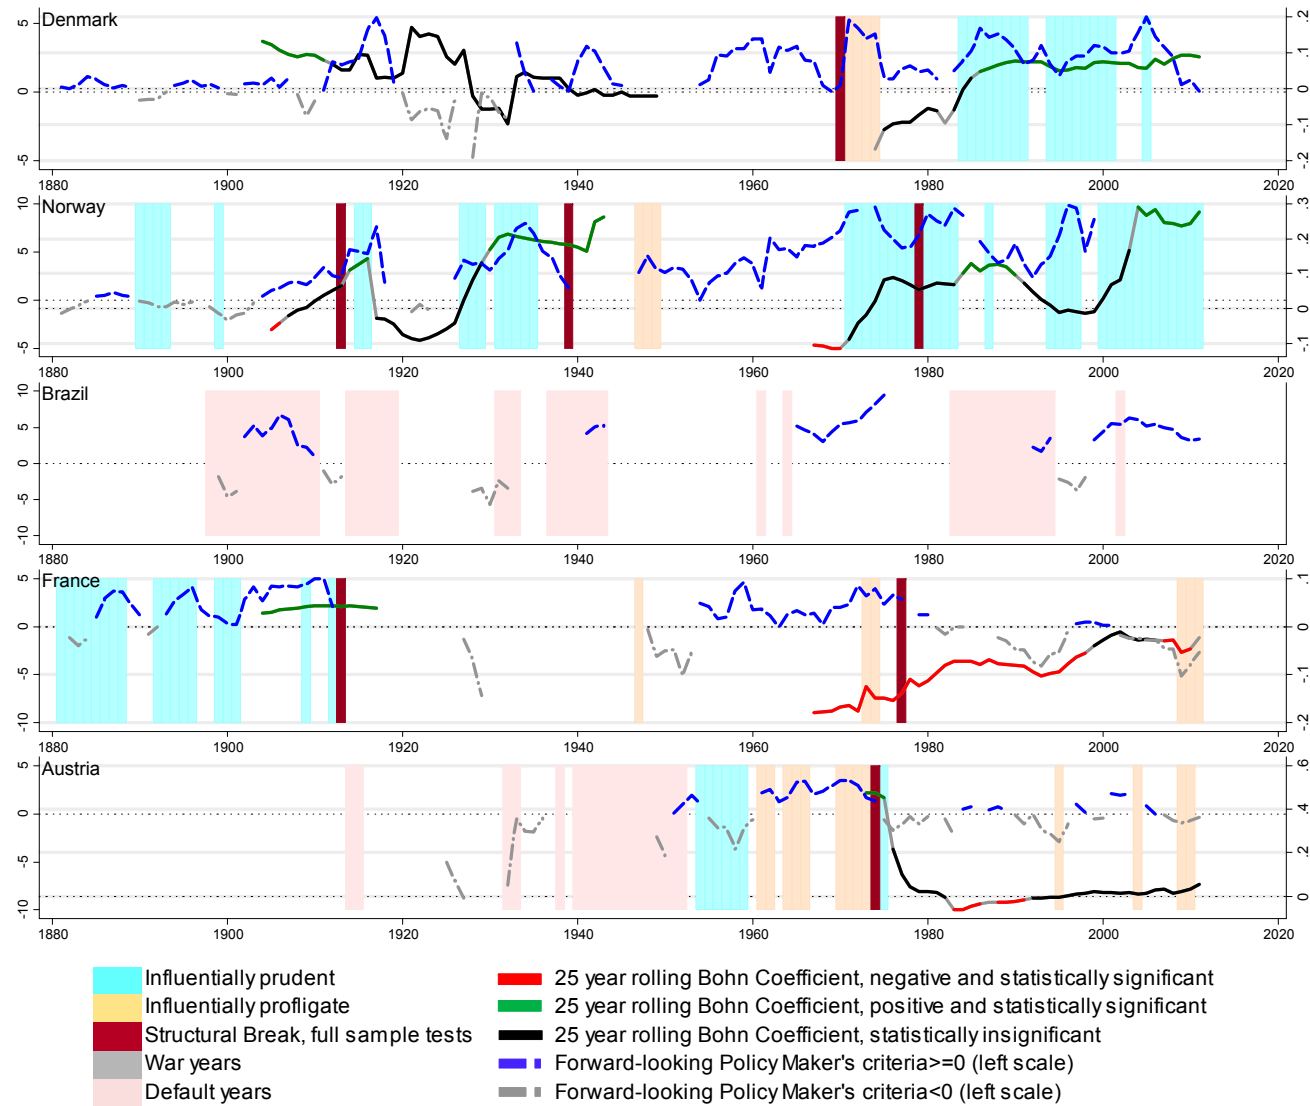 Denmark
5
0
-5
.2
.1
0
-.1
-.2
1880 1900 1920 1940 1960 1980 2000 2020
Norway
10
5
0
-5
.3
.2
.1
0
-.1
1880 1900 1920 1940 1960 1980 2000 2020
Brazil
10
5
0
-5
-10
1880 1900 1920 1940 1960 1980 2000 2020
France
5
0
-5
-10
.1
0
-.1
-.2
1880 1900 1920 1940 1960 1980 2000 2020
Austria
5
0
-5
-10
.6
.4
.2
0
1880 1900 1920 1940 1960 1980 2000 2020
Influentially prudent
Influentially profligate
Structural Break, full sample tests
War years
Default years
25 year rolling Bohn Coefficient, negative and statistically significant
25 year rolling Bohn Coefficient, positive and statistically significant
25 year rolling Bohn Coefficient, statistically insignificant
Forward-looking Policy Maker's criteria>=0 (left scale)
Forward-looking Policy Maker's criteria<0 (left scale)